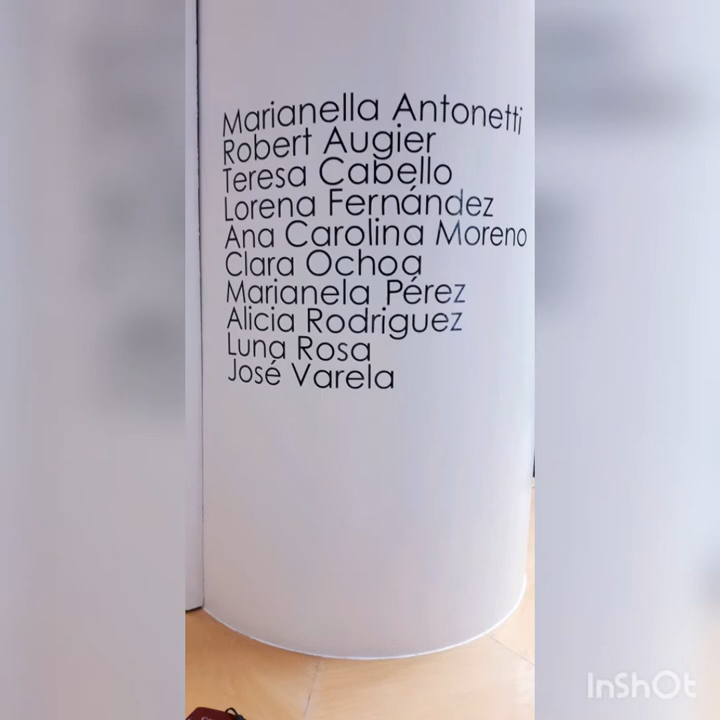 Marianella Antonetti
Robert Augier
Teresa Cabello
Lorena Fernández
Ana Carolina Moreno
Clara Ochoa
Marianela Pérez
Alicia Rodriguez
Luna Rosa
José Varela
InShOt